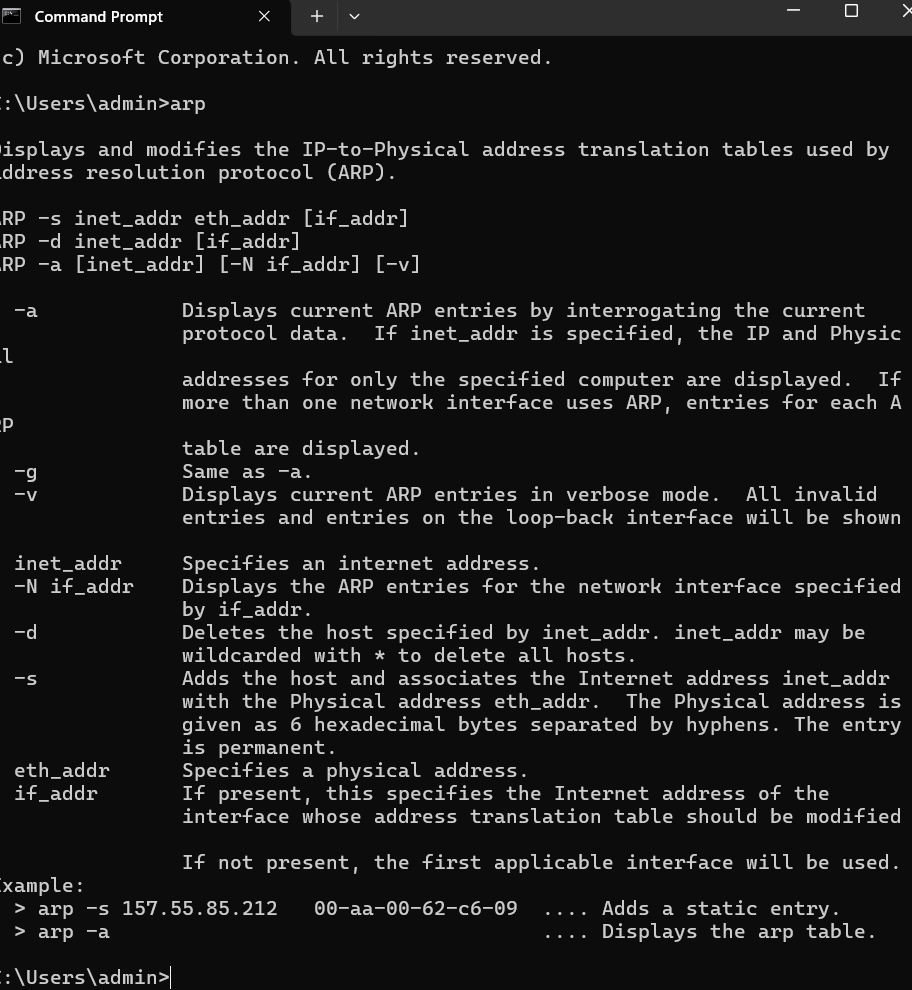 Command Prompt
c) Microsoft Corporation. All rights reserved.
:\Users\admin>arp
isplays and modifies the IP-to-Physical address translation tables used by
ddress resolution protocol (ARP).
RP -s inet_addr eth_addr [if_addr]
RP -d inet_addr [if_addr]
RP -a [inet_addr] [-N if_addr] [-v]
-a Displays current ARP entries by interrogating the current
protocol data.  If inet_addr is specified, the IP and Physic
al
addresses for only the specified computer are displayed.  If
more than one network interface uses ARP, entries for each A
RP
table are displayed.
-g Same as -a.
-v Displays current ARP entries in verbose mode.  All invalid
entries and entries on the loop-back interface will be shown
inet_addr Specifies an internet address.
-N if_addr Displays the ARP entries for the network interface specified
by if_addr.
-d Deletes the host specified by inet_addr. inet_addr may be
wildcarded with * to delete all hosts.
-s Adds the host and associates the Internet address inet_addr
with the Physical address eth_addr.  The Physical address is
given as 6 hexadecimal bytes separated by hyphens. The entry
is permanent.
eth_addr Specifies a physical address.
if_addr If present, this specifies the Internet address of the
interface whose address translation table should be modified
If not present, the first applicable interface will be used.
Example:
> arp -s 157.55.85.212   00-aa-00-62-c6-09  .... Adds a static entry.
> arp -a                                    .... Displays the arp table.
:\Users\admin>